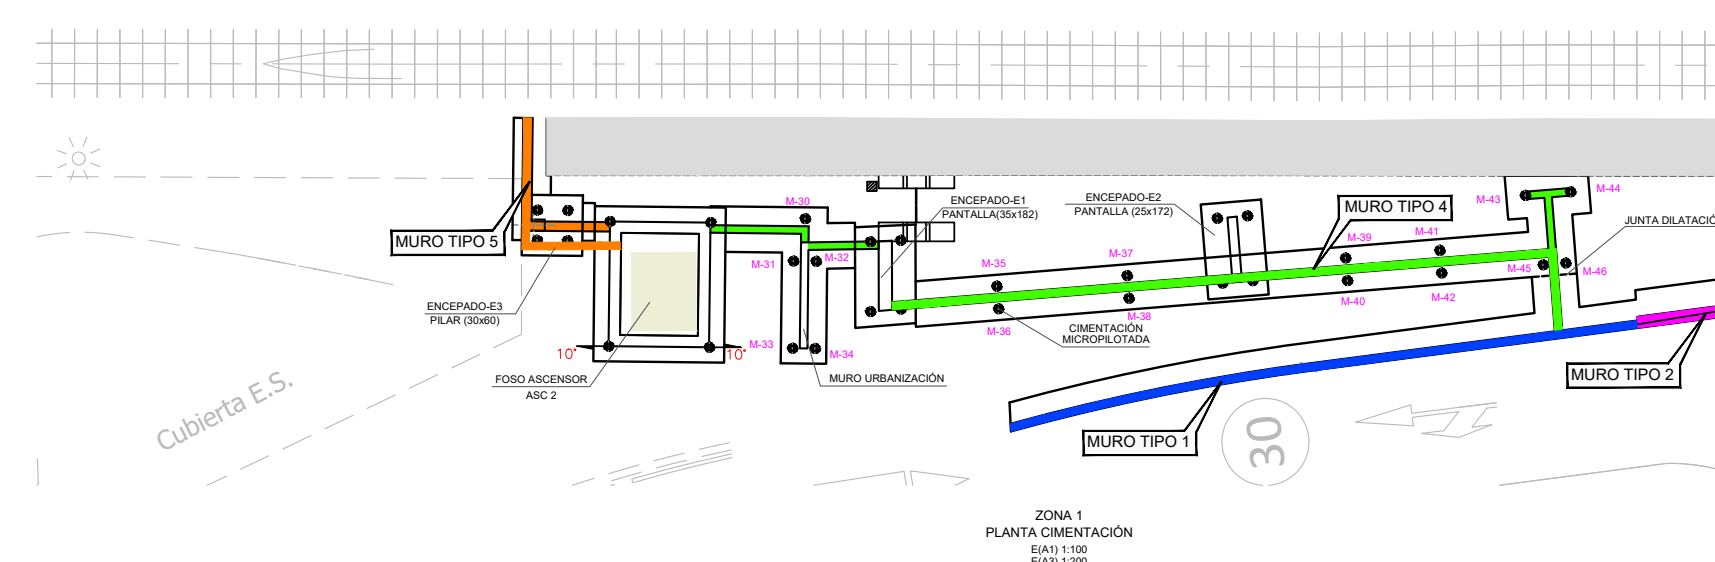 M-44
M-43
M-30
ENCEPADO-E1
PANTALLA(35x182)
ENCEPADO-E2
PANTALLA (25x172)
MURO TIPO 4
JUNTA DILATACIÓ
MURO TIPO 5
M-39
M-41
M-37
M-31
M-32
M-35
M-45
M-46
M-40
M-42
ENCEPADO-E3
PILAR (30x60)
M-38
M-36
CIMENTACIÓN
MICROPILOTADA
M-33
M-34
10°
10°
FOSO ASCENSOR
ASC 2
MURO URBANIZACIÓN
MURO TIPO 2
Cubierta E.S.
MURO TIPO 1
30
ZONA 1
PLANTA CIMENTACIÓN
E(A1) 1:100
E(A3) 1:200